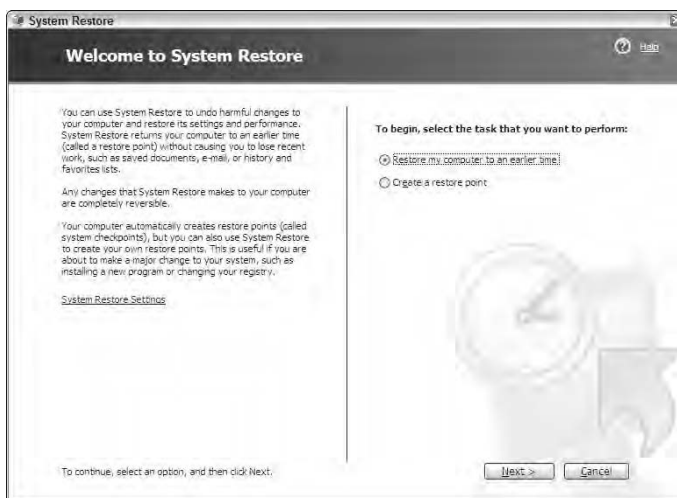 System Restore
Welcome to System Restore
Help
You can use System Restore to undo harmful changes to
your computer and restore its settings and performance.
System Restore returns your computer to an earlier time
(called a restore point) without causing you to lose recent
work, such as saved documents, e-mail, or history and
favorites lists.
Any changes that System Restore makes to your computer
are completely reversible.
Your computer automatically creates restore points (called
system checkpoints), but you can also use System Restore
to create your own restore points. This is useful if you are
about to make a major change to your system, such as
installing a new program or changing your registry.
System Restore Settings
To continue, select an option, and then click Next.
To begin, select the task that you want to perform:
Restore my computer to an earlier time
Create a restore point
Next >
Cancel